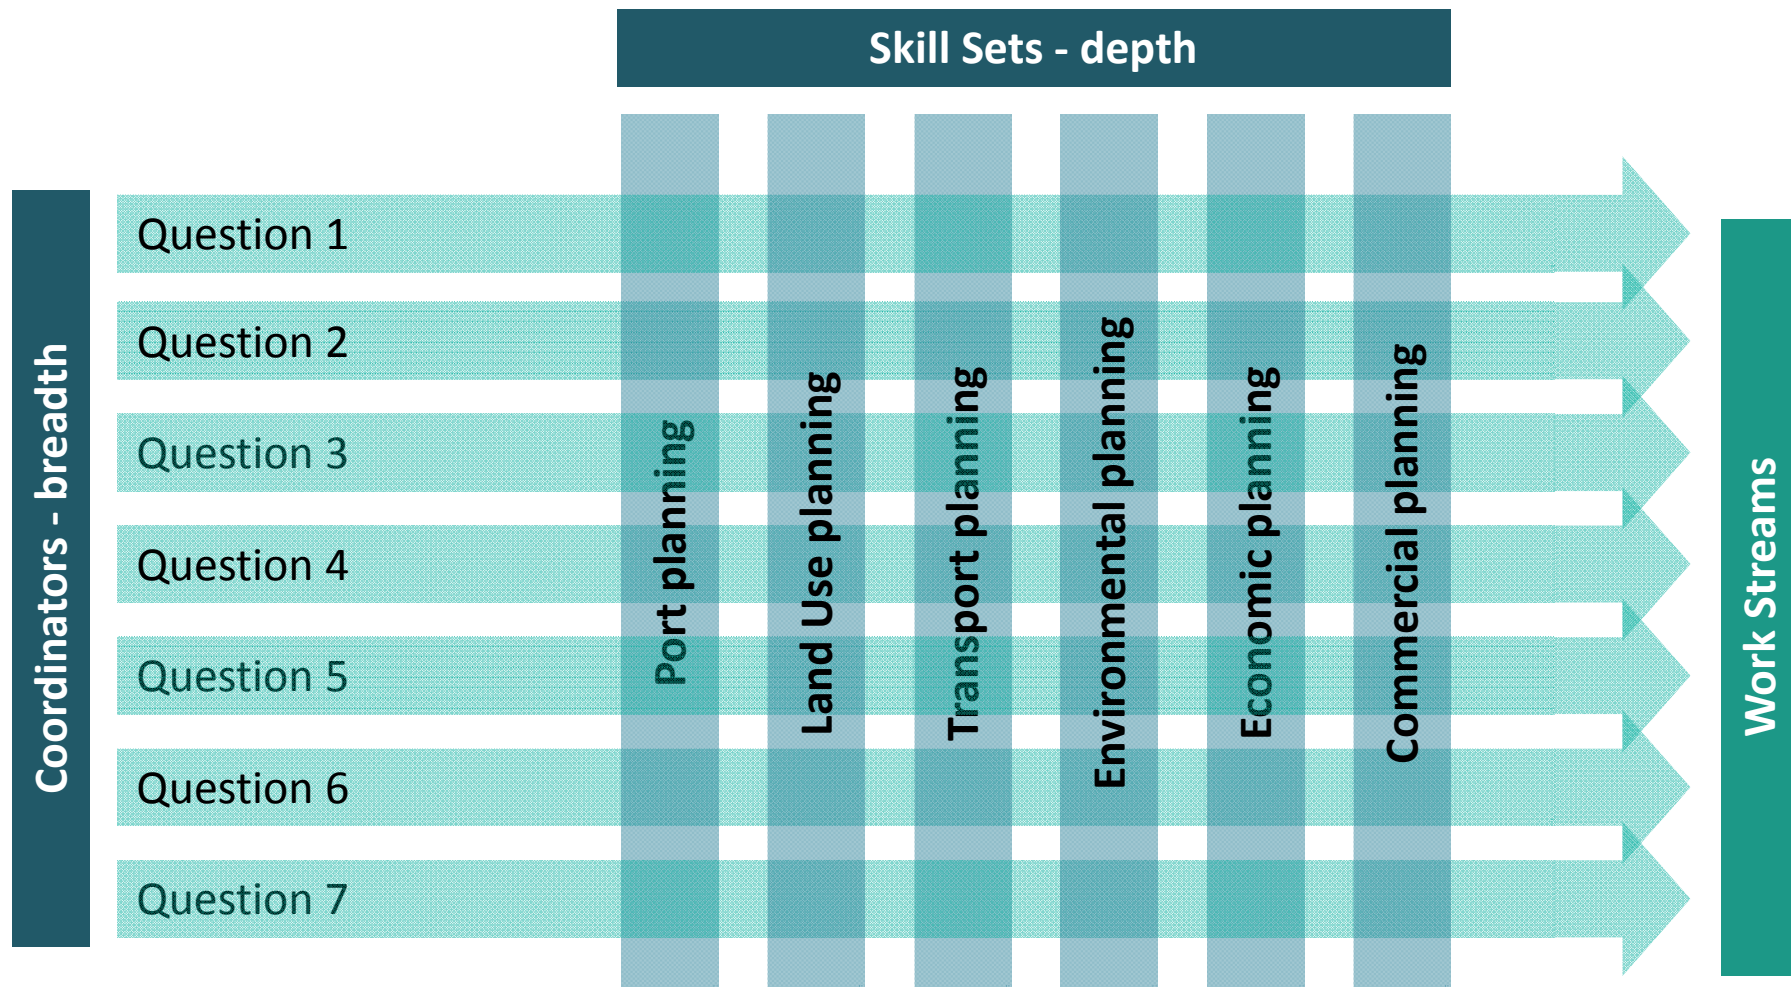 Skill Sets - depth
Coordinators - breadth
Question 1
Question 2
Question 3
Question 4
Question 5
Question 6
Question 7
Port planning
Land Use planning
Transport planning
Environmental planning
Economic planning
Commercial planning
Work Streams